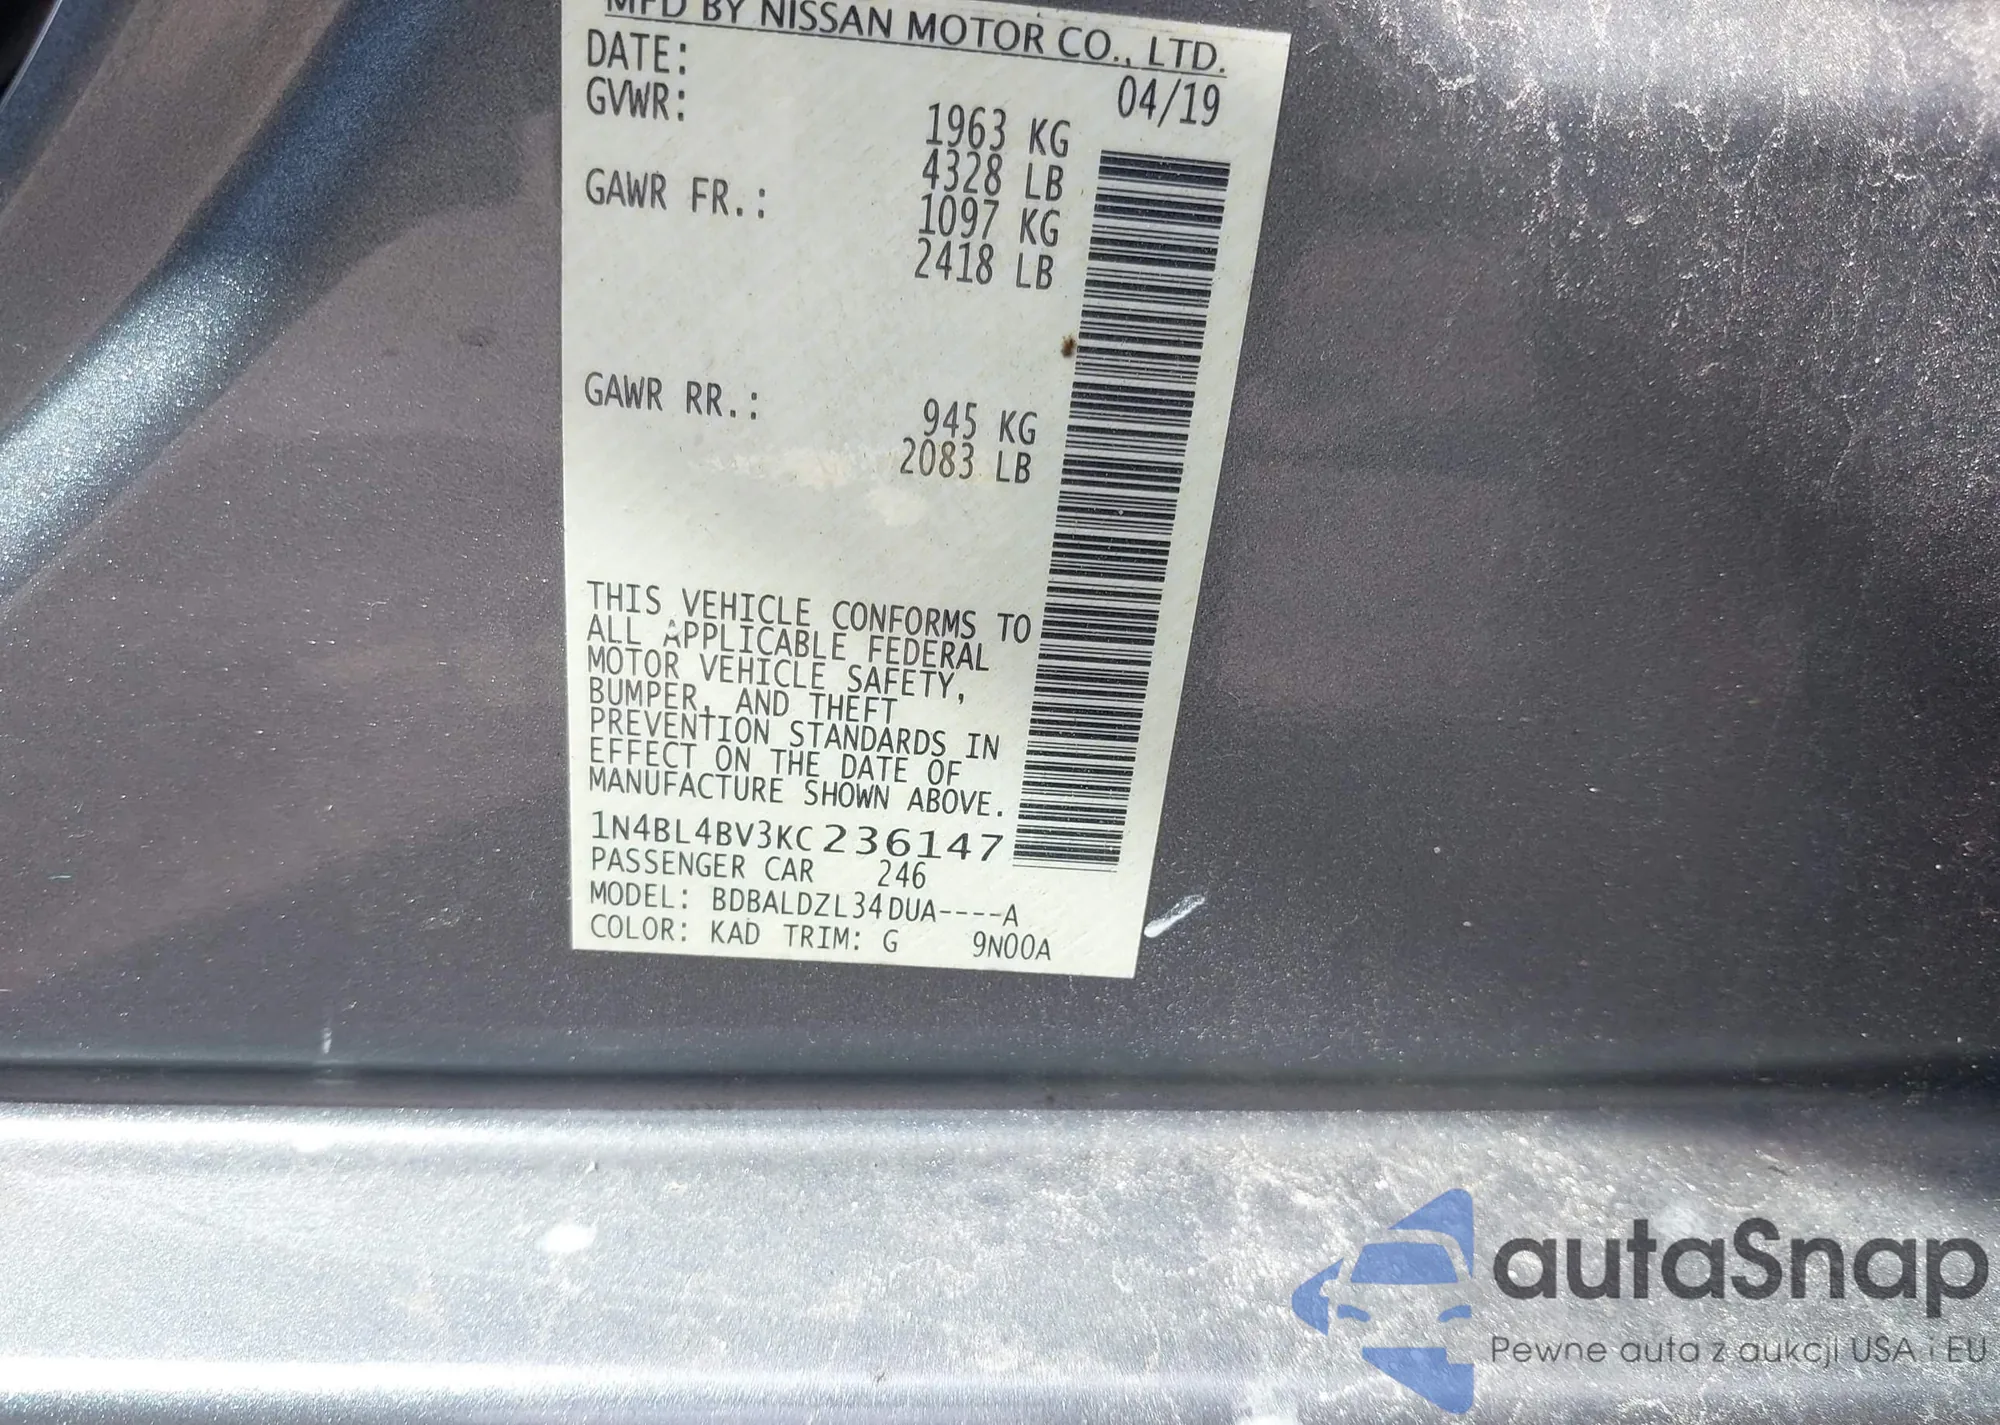 MFD BY NISSAN MOTOR CO., LTD.
DATE: 04/19
GVWR: 1963 KG
4328 LB
GAWR FR.: 1097 KG
2418 LB
GAWR RR.: 945 KG
2083 LB
THIS VEHICLE CONFORMS TO
ALL APPLICABLE FEDERAL
MOTOR VEHICLE SAFETY,
BUMPER, AND THEFT
PREVENTION STANDARDS IN
EFFECT ON THE DATE OF
MANUFACTURE SHOWN ABOVE.
1N4BL4BV3KC236147
PASSENGER CAR 246
MODEL: BDBALDZL34DUA----A
COLOR: KAD TRIM: G 9N00A
autaSnap
Pewne auta z aukcji USA i EU